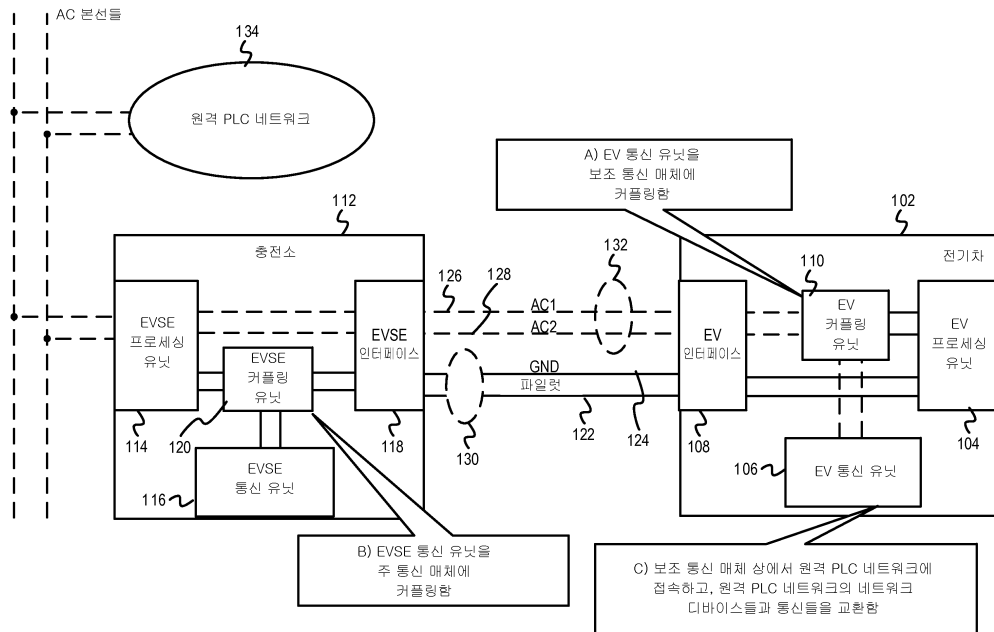 AC 본선들
134
원격 PLC 네트워크
A) EV 통신 유닛을
보조 통신 매체에
커플링함
112
102
충전소
전기차
132
110
126
128
AC1
AC2
EVSE
프로세싱
유닛
EVSE
인터페이스
EV
인터페이스
EV
커플링
유닛
EV
프로세싱
유닛
EVSE
커플링
유닛
GND
파일럿
114
120
118
130
122
124
108
104
EVSE
통신 유닛
116
106
EV 통신 유닛
B) EVSE 통신 유닛을
주 통신 매체에
커플링함
C) 보조 통신 매체 상에서 원격 PLC 네트워크에
접속하고, 원격 PLC 네트워크의 네트워크
디바이스들과 통신들을 교환함